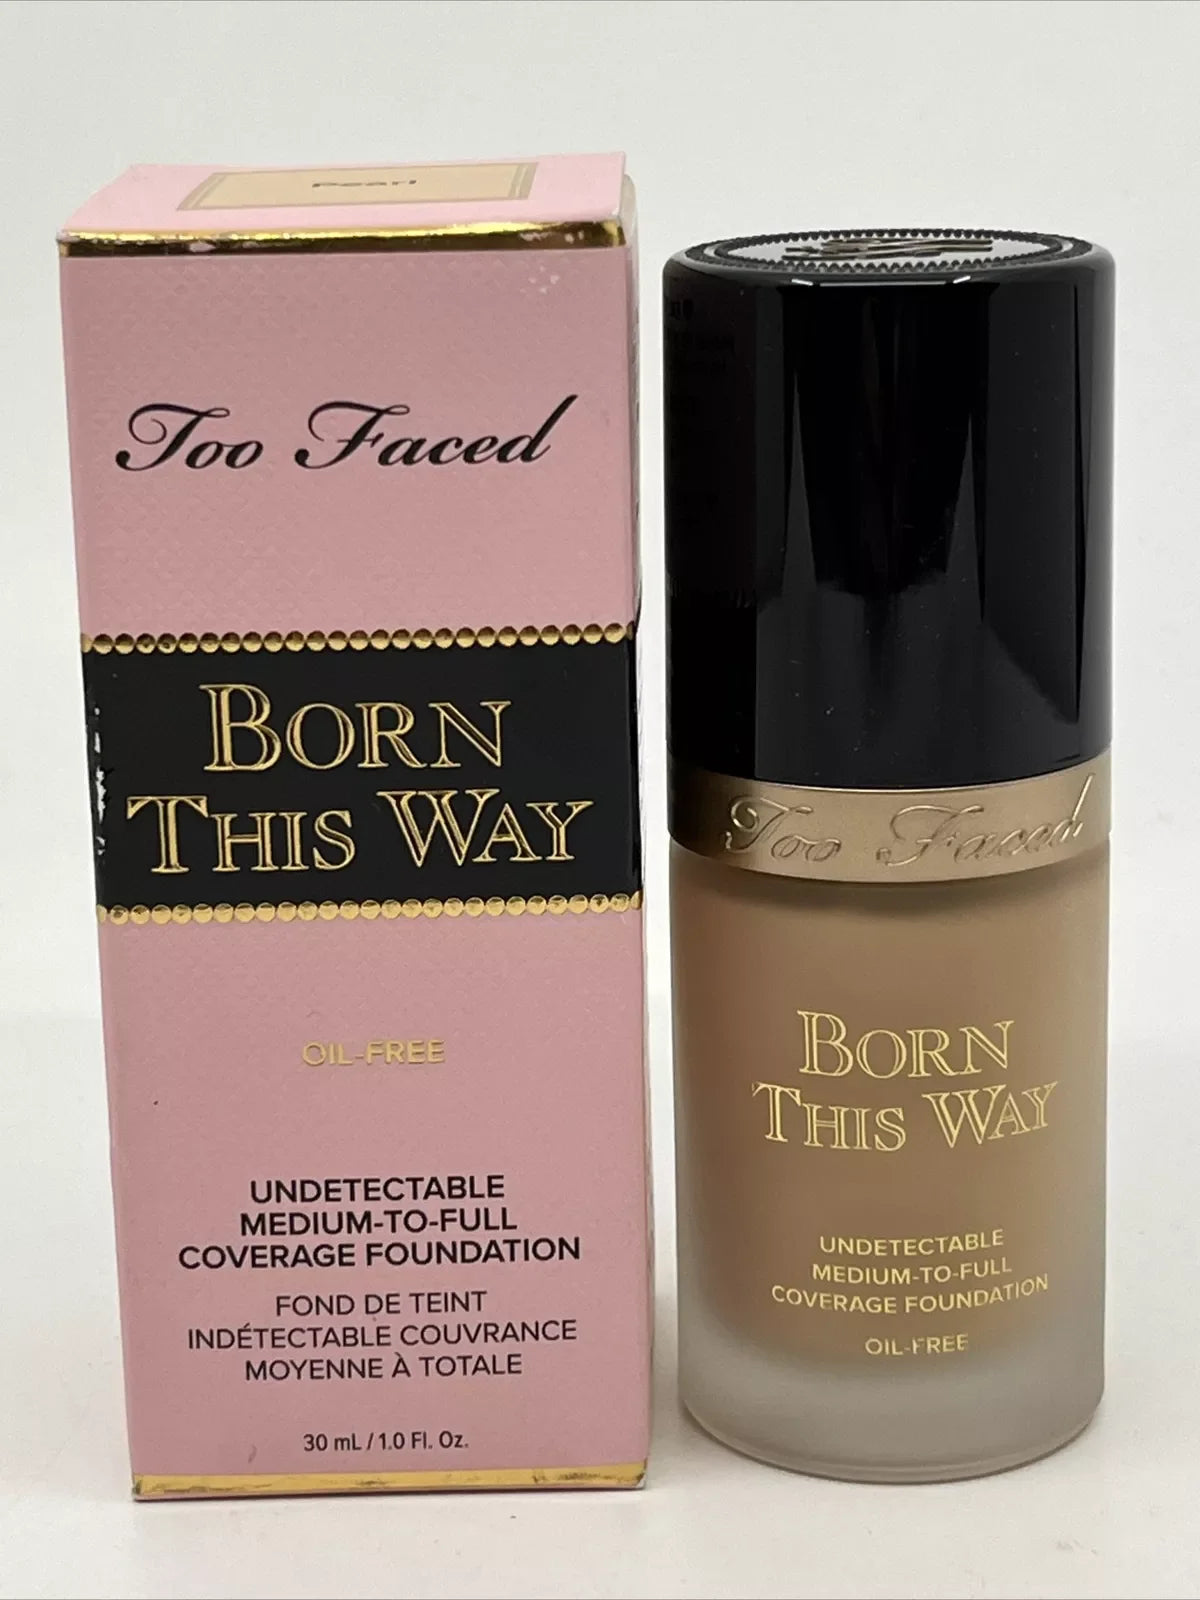 Pearl
Too Faced
BORN
THIS WAY
OIL-FREE
UNDETECTABLE
MEDIUM-TO-FULL
COVERAGE FOUNDATION
FOND DE TEINT
INDÉTECTABLE COUVRANCE
MOYENNE À TOTALE
30 mL / 1.0 Fl. Oz.
Too Faced
BORN
THIS WAY
UNDETECTABLE
MEDIUM-TO-FULL
COVERAGE FOUNDATION
OIL-FREE